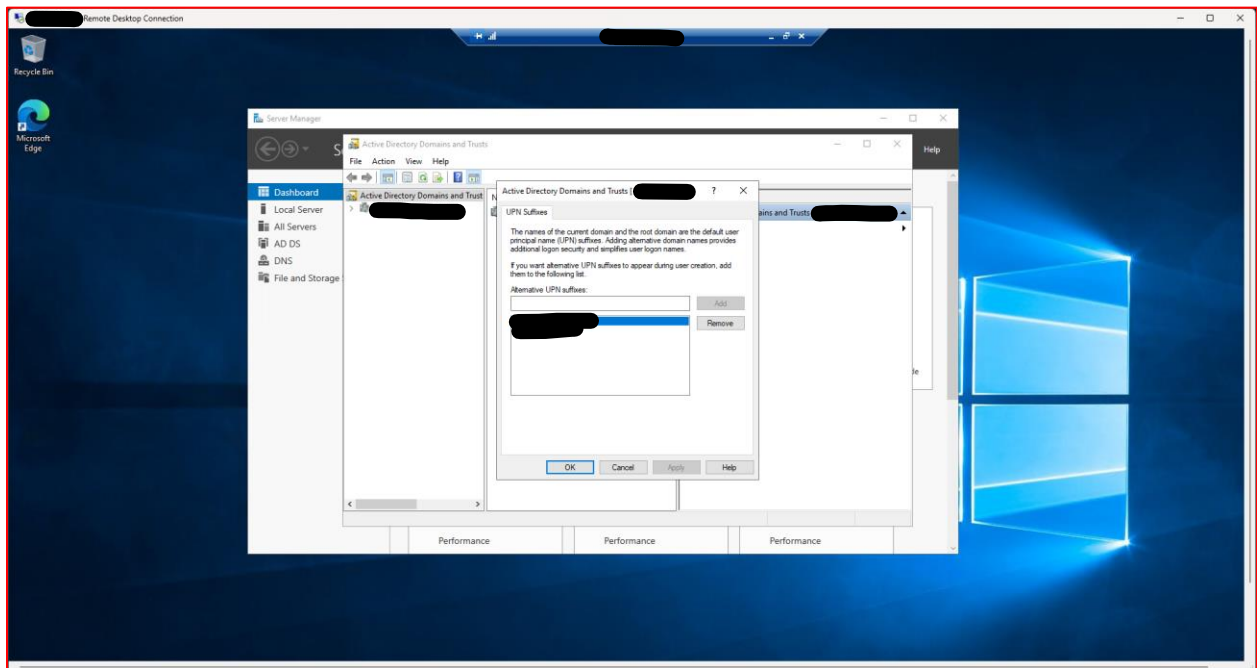 Remote Desktop Connection
Recycle Bin
Microsoft
Edge
Server Manager
Help
Active Directory Domains and Trusts
File Action View Help
Dashboard
Local Server
All Servers
AD DS
DNS
File and Storage
Active Directory Domains and Trust
N
Active Directory Domains and Trusts [
UPN Suffixes
The names of the current domain and the root domain are the default user
principal name (UPN) suffixes. Adding alternative domain names provides
additional logon security and simplifies user logon names.
If you want alternative UPN suffixes to appear during user creation, add
them to the following list.
Alternative UPN suffixes:
Add
Remove
OK Cancel Apply Help
ains and Trusts
Performance Performance Performance